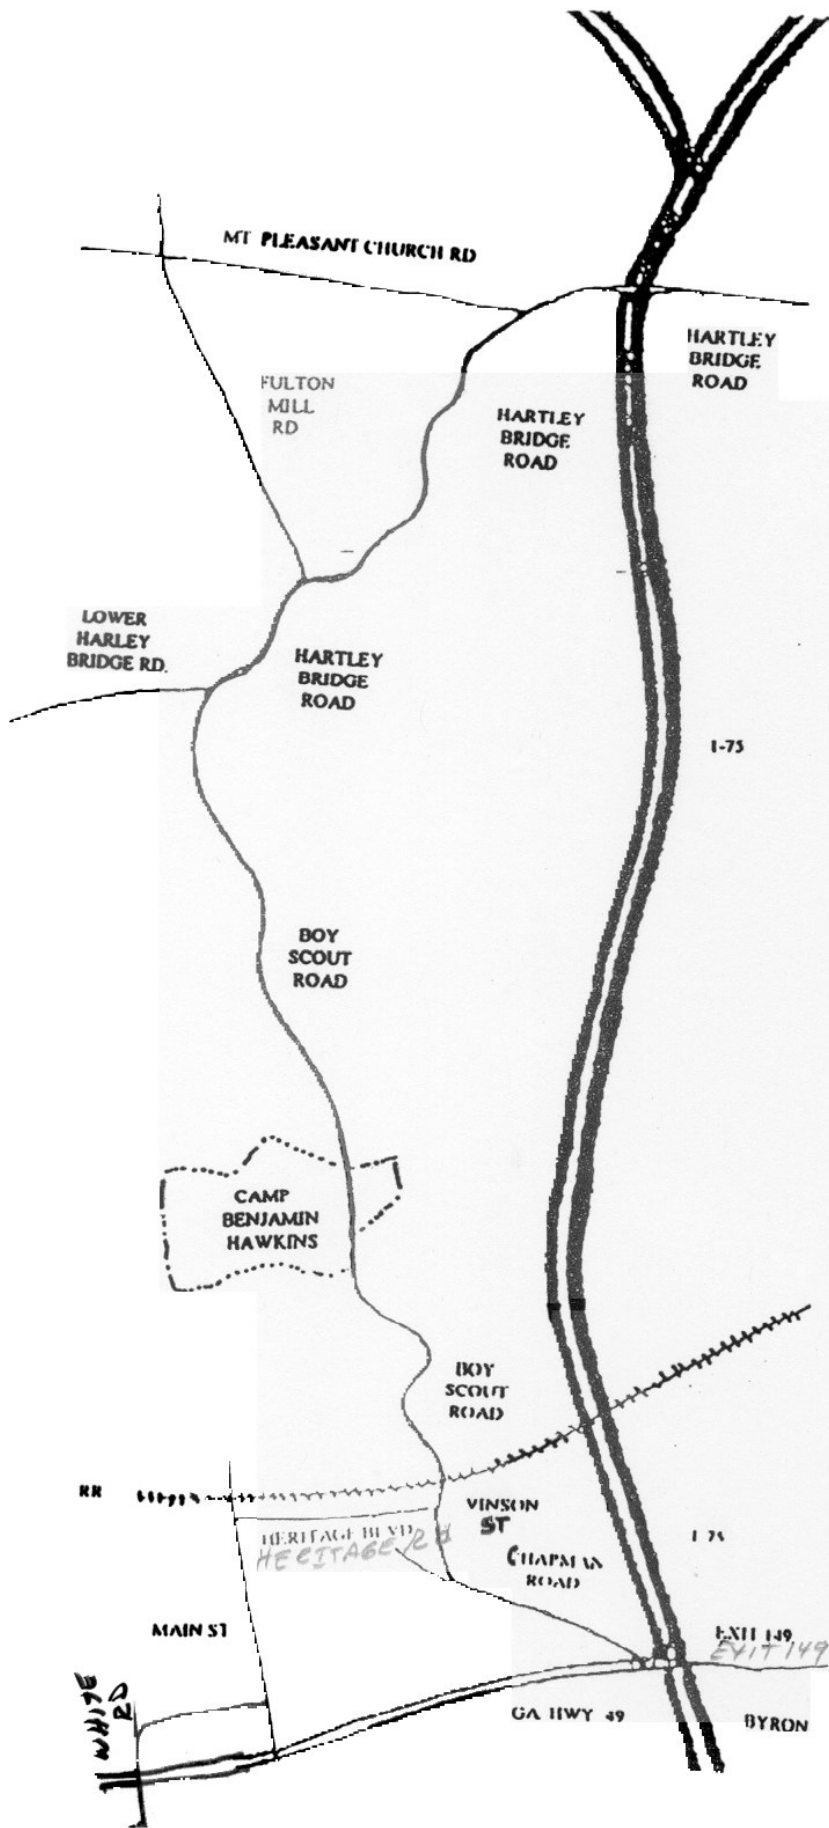 MT PLEASANT CHURCH RD
HARTLEY
BRIDGE
ROAD
FULTON
MILL
RD
HARTLEY
BRIDGE
ROAD
LOWER
HARLEY
BRIDGE RD.
HARTLEY
BRIDGE
ROAD
I-75
BOY
SCOUT
ROAD
CAMP
BENJAMIN
HAWKINS
BOY
SCOUT
ROAD
RR
VINSON
ST
HERITAGE BLVD
HERITAGE RD
CHAPMAN
ROAD
I-75
MAIN ST
EXIT 149
EXIT 149
WHITE
RD
GA HWY 49
BYRON